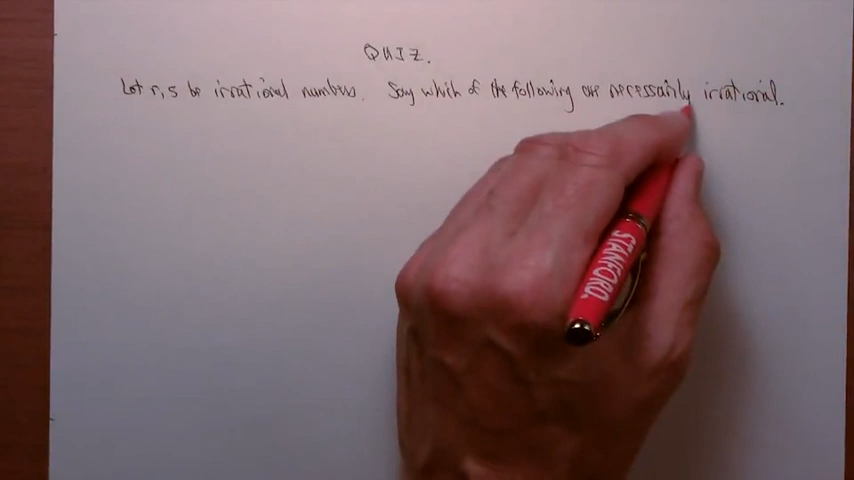 QUIZ.
Let r, s be irrational numbers. Say which of the following are necessarily irrational.
STANFORD.